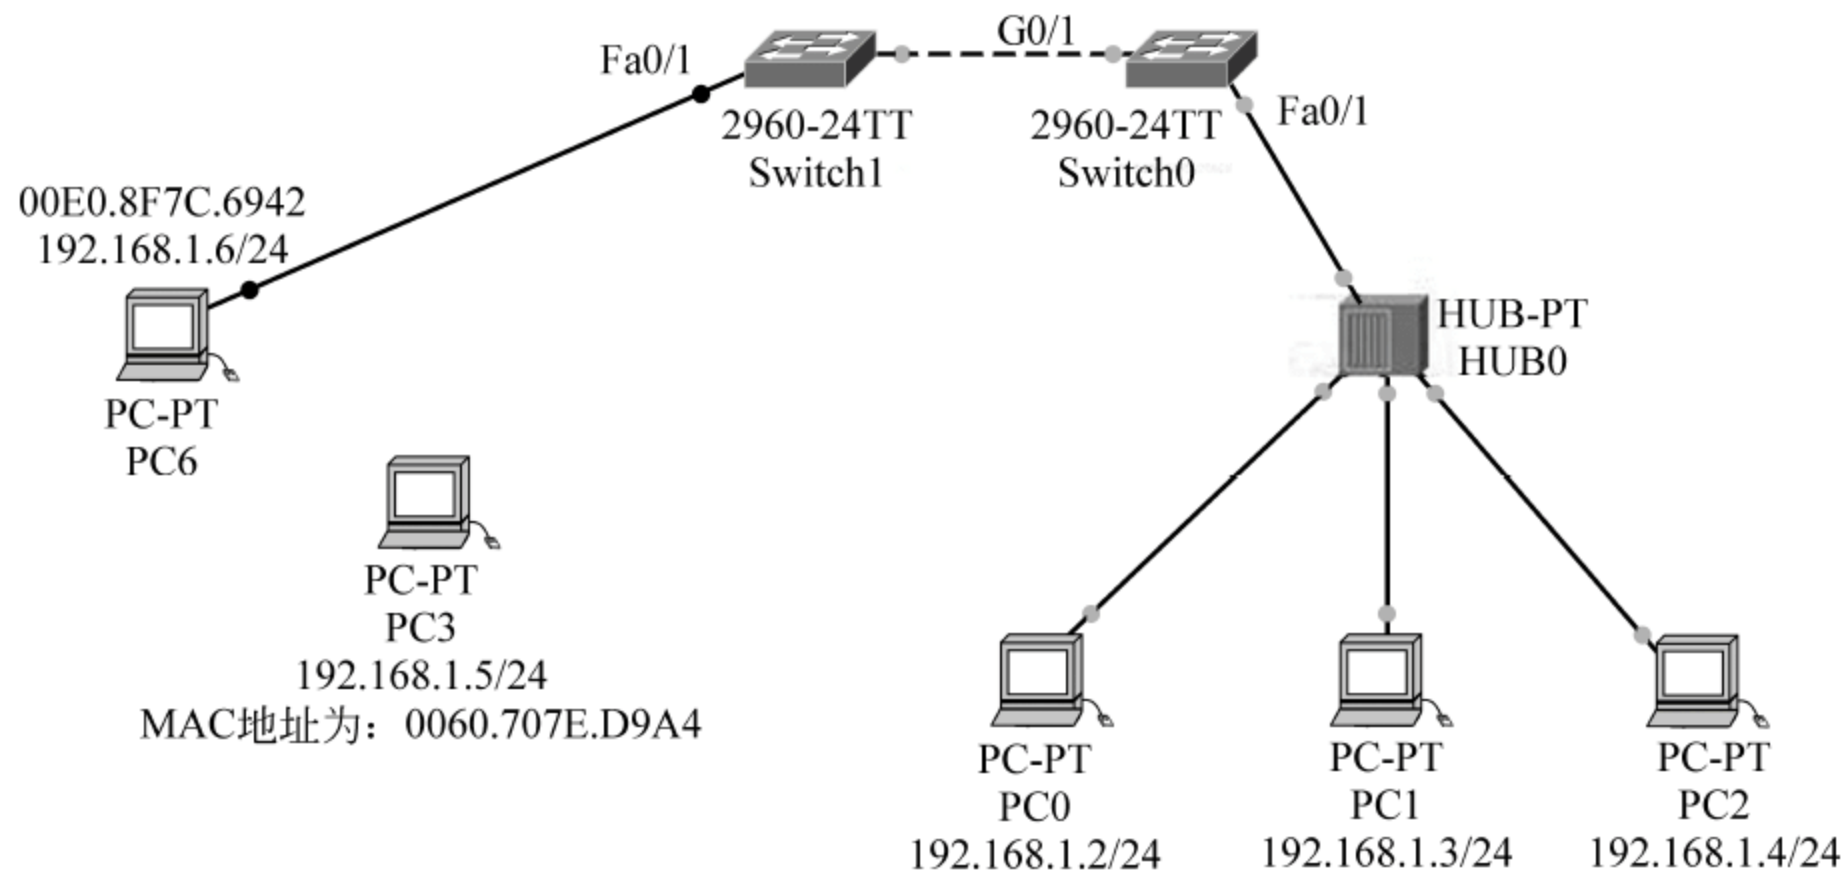 G0/1
Fa0/1
2960-24TT
Switch1
2960-24TT
Switch0
Fa0/1
00E0.8F7C.6942
192.168.1.6/24
PC-PT
PC6
HUB-PT
HUB0
PC-PT
PC3
192.168.1.5/24
MAC地址为：0060.707E.D9A4
PC-PT
PC0
192.168.1.2/24
PC-PT
PC1
192.168.1.3/24
PC-PT
PC2
192.168.1.4/24